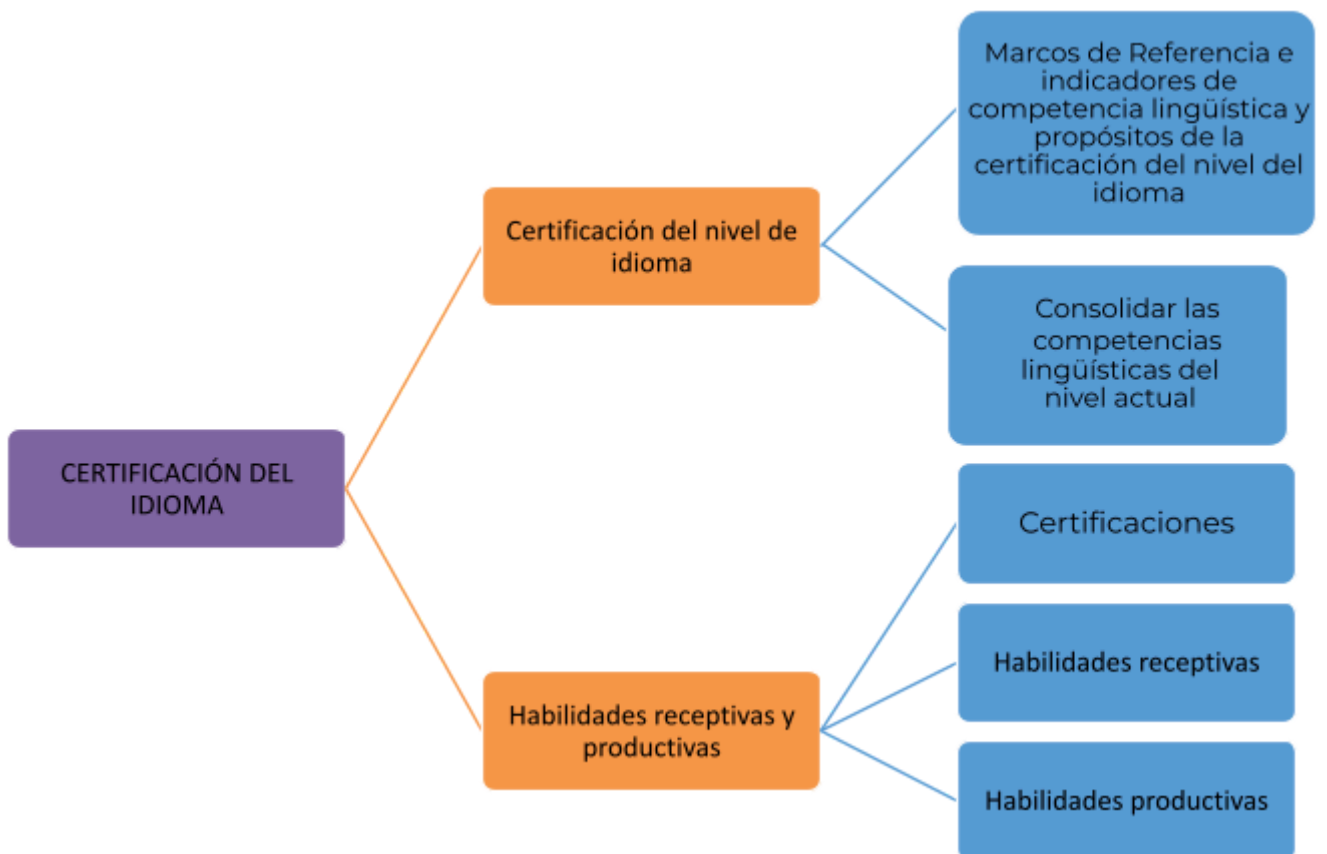 Marcos de Referencia e
indicadores de
competencia lingüística y
propósitos de la
certificación del nivel del
idioma
Certificación del nivel de
idioma
Consolidar las
competencias
lingüísticas del
nivel actual
CERTIFICACIÓN DEL
IDIOMA
Certificaciones
Habilidades receptivas
Habilidades receptivas y
productivas
Habilidades productivas